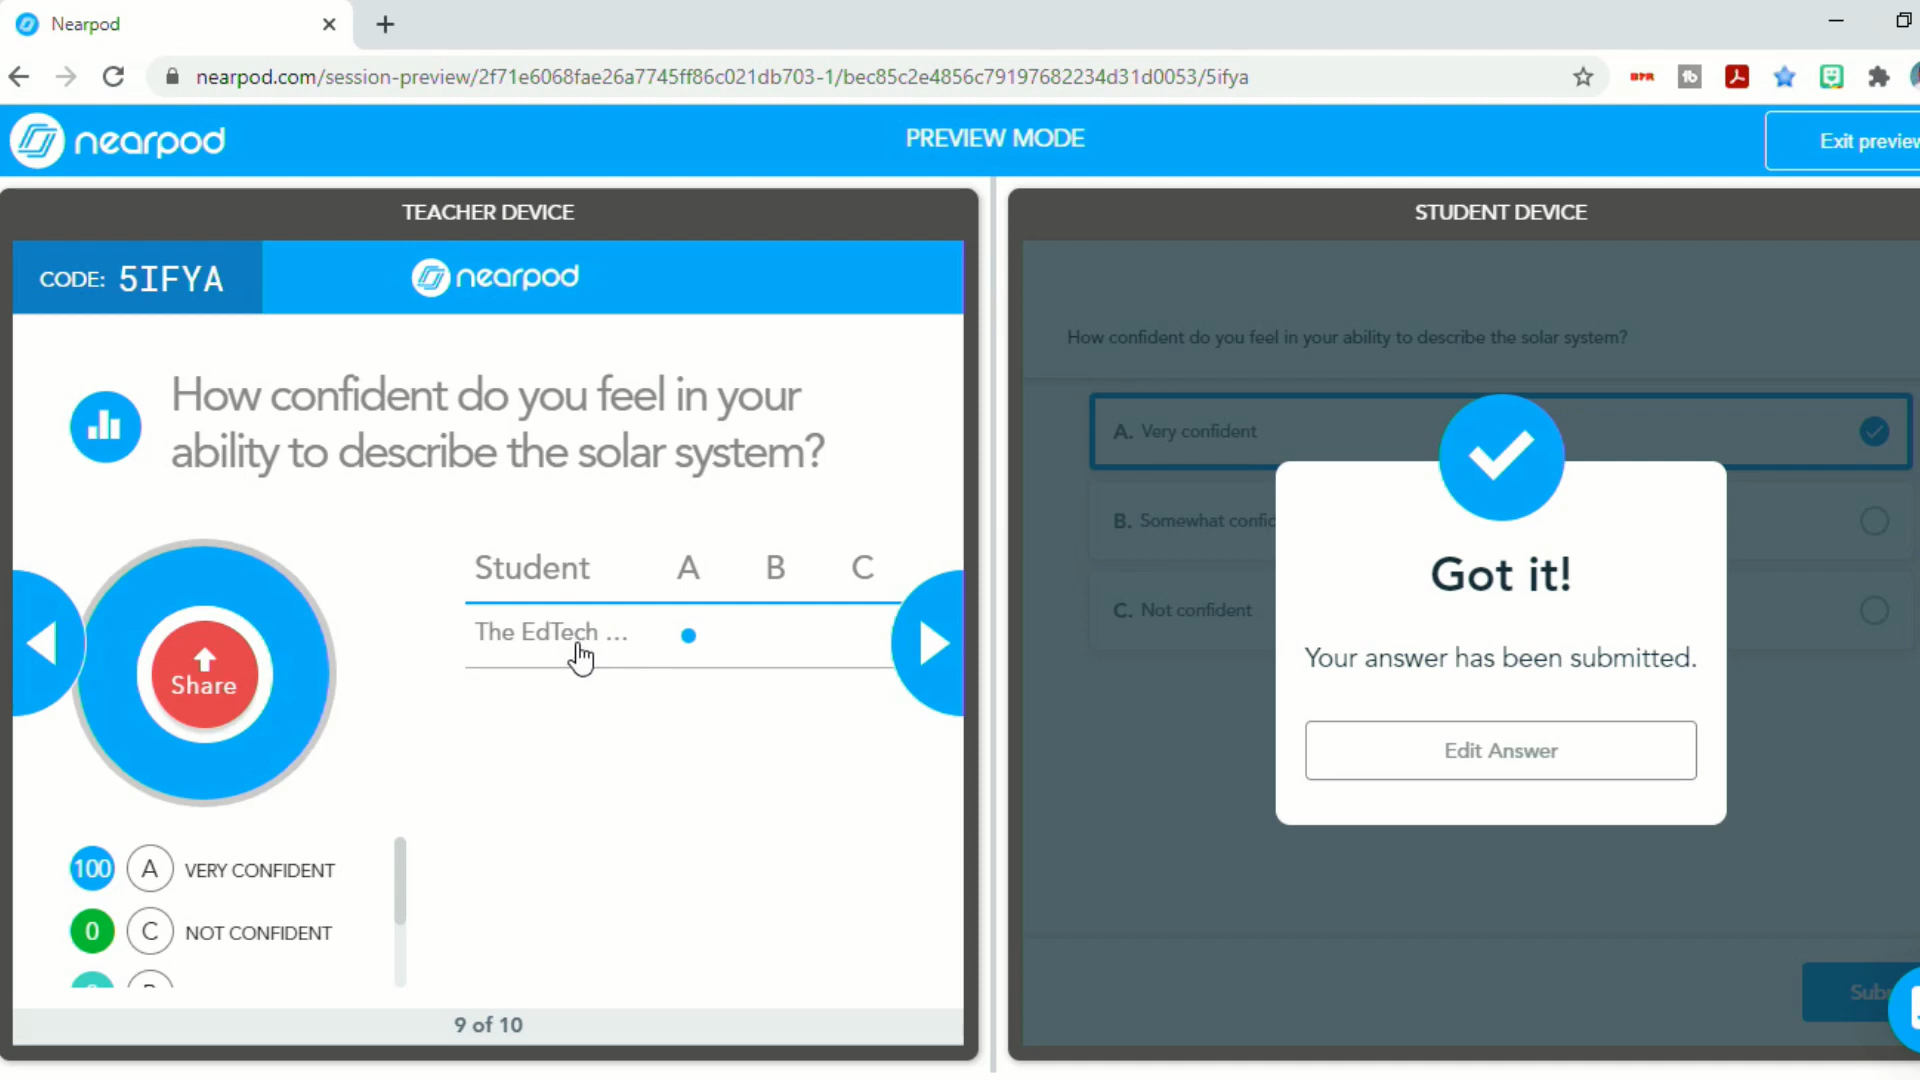 Nearpod
nearpod.com/session-preview/2f71e6068fae26a7745ff86c021db703-1/bec85c2e4856c79197682234d31d0053/5ifya
nearpod
PREVIEW MODE
Exit preview
TEACHER DEVICE
CODE: 5IFYA
nearpod
How confident do you feel in your
ability to describe the solar system?
Student A B C
The EdTech ...
Share
100 A VERY CONFIDENT
0 C NOT CONFIDENT
9 of 10
STUDENT DEVICE
How confident do you feel in your ability to describe the solar system?
A. Very confident
B. Somewhat confid
C. Not confident
Got it!
Your answer has been submitted.
Edit Answer
Sub